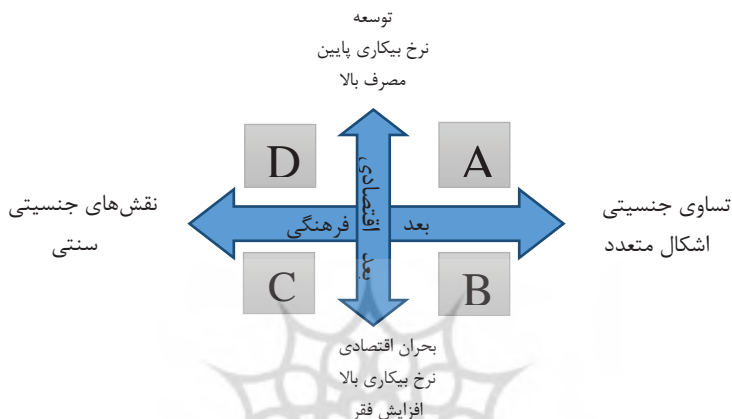 توسعه
نرخ بیکاری پایین
مصرف بالا
D
A
نقش‌های جنسیتی
سنتی
تساوی جنسیتی
اشکال متعدد
بعد فرهنگی
بعد اقتصادی
C
B
بحران اقتصادی
نرخ بیکاری بالا
افزایش فقر